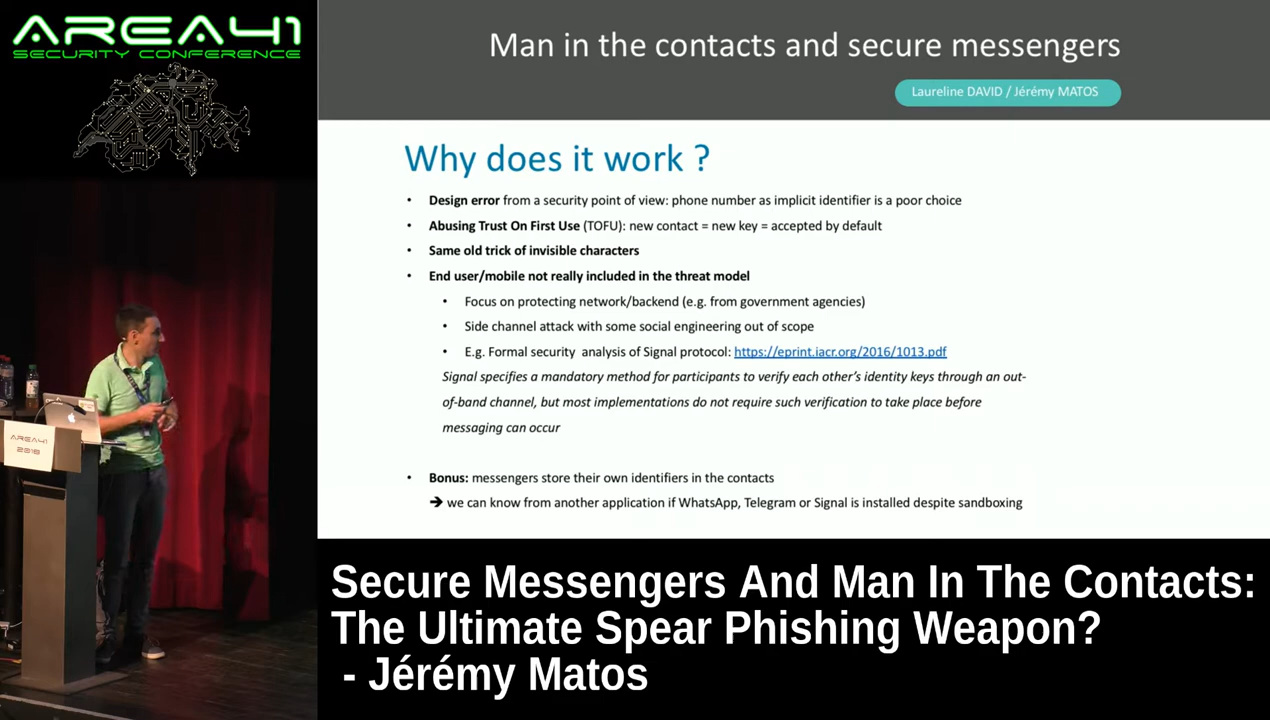 AREA41
SECURITY CONFERENCE
Man in the contacts and secure messengers
Laureline DAVID / Jérémy MATOS
Why does it work ?
• Design error from a security point of view: phone number as implicit identifier is a poor choice
• Abusing Trust On First Use (TOFU): new contact = new key = accepted by default
• Same old trick of invisible characters
• End user/mobile not really included in the threat model
• Focus on protecting network/backend (e.g. from government agencies)
• Side channel attack with some social engineering out of scope
• E.g. Formal security analysis of Signal protocol: https://eprint.iacr.org/2016/1013.pdf
Signal specifies a mandatory method for participants to verify each other's identity keys through an out-
of-band channel, but most implementations do not require such verification to take place before
messaging can occur
• Bonus: messengers store their own identifiers in the contacts
➔ we can know from another application if WhatsApp, Telegram or Signal is installed despite sandboxing
AREA41
2018
Secure Messengers And Man In The Contacts:
The Ultimate Spear Phishing Weapon?
- Jérémy Matos